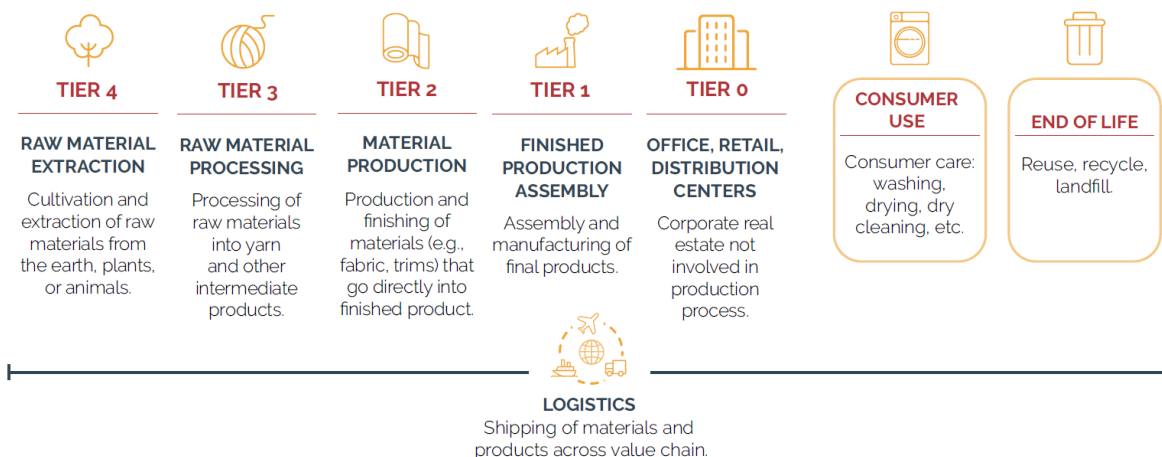 TIER 4
RAW MATERIAL
EXTRACTION
Cultivation and
extraction of raw
materials from
the earth, plants,
or animals.
TIER 3
RAW MATERIAL
PROCESSING
Processing of
raw materials
into yarn
and other
intermediate
products.
TIER 2
MATERIAL
PRODUCTION
Production and
finishing of
materials (e.g.,
fabric, trims) that
go directly into
finished product.
TIER 1
FINISHED
PRODUCTION
ASSEMBLY
Assembly and
manufacturing of
final products.
TIER 0
OFFICE, RETAIL,
DISTRIBUTION
CENTERS
Corporate real
estate not
involved in
production
process.
CONSUMER
USE
Consumer care:
washing,
drying, dry
cleaning, etc.
END OF LIFE
Reuse, recycle,
landfill.
LOGISTICS
Shipping of materials and
products across value chain.